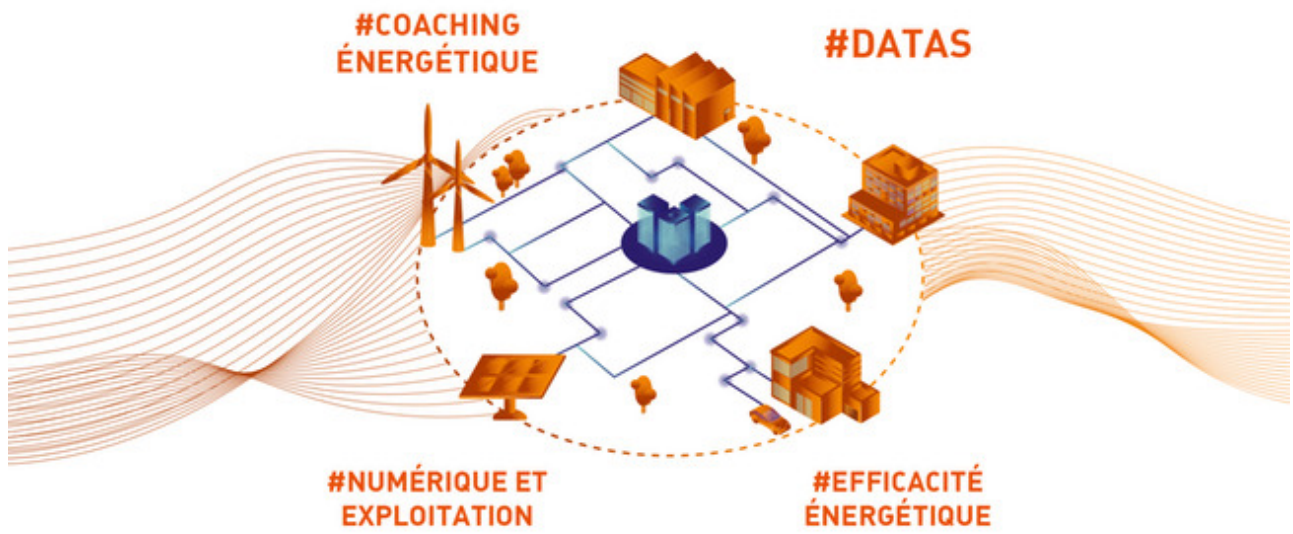 #COACHING
ÉNERGÉTIQUE
#DATAS
#NUMÉRIQUE ET
EXPLOITATION
#EFFICACITÉ
ÉNERGÉTIQUE